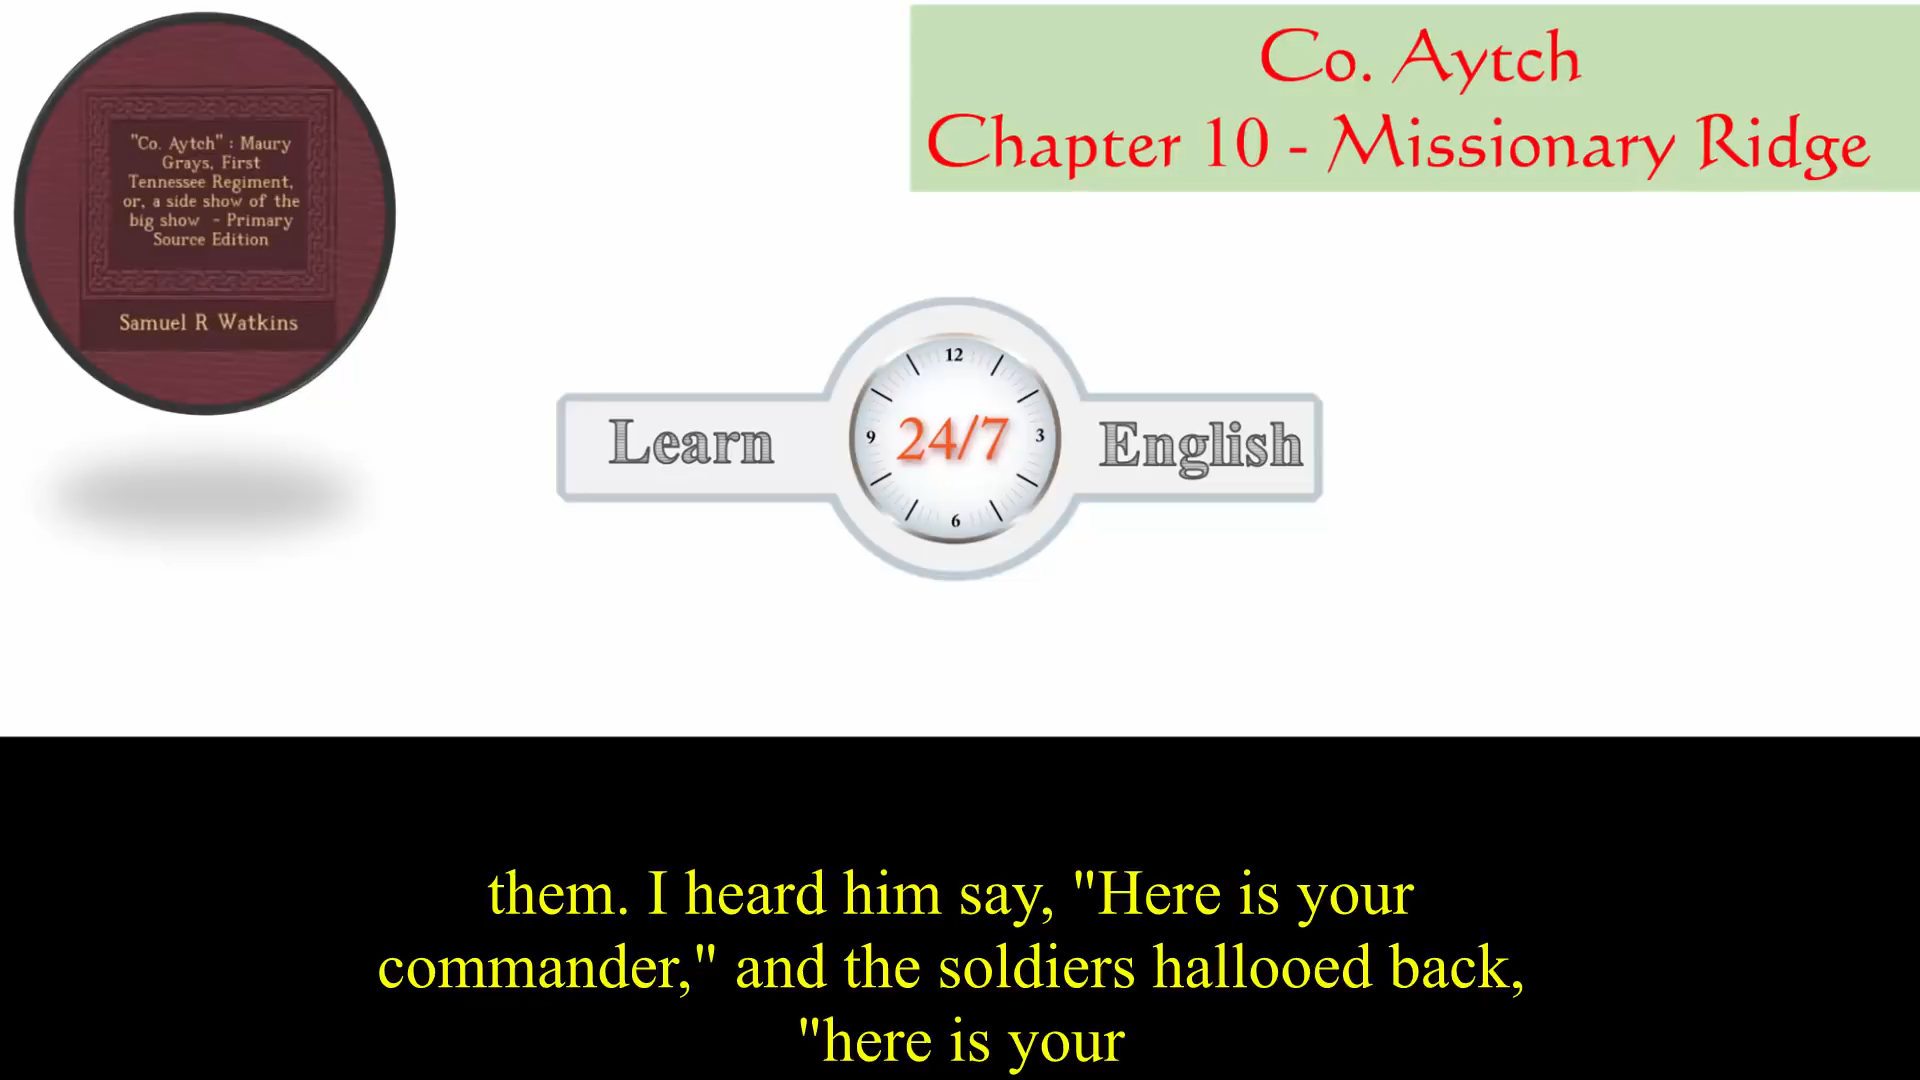 "Co. Aytch" : Maury
Grays, First
Tennessee Regiment,
or, a side show of the
big show - Primary
Source Edition
Samuel R Watkins
Co. Aytch
Chapter 10 - Missionary Ridge
12
Learn 9 24/7 3 English
6
them. I heard him say, "Here is your
commander," and the soldiers hallooed back,
"here is your